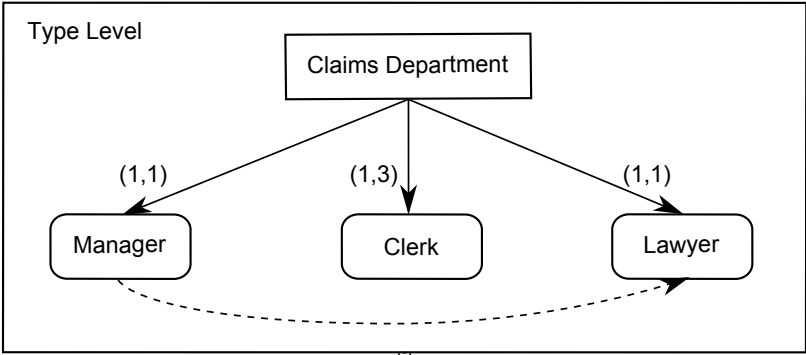 Type Level
Claims Department
(1,1)
(1,3)
(1,1)
Manager
Clerk
Lawyer